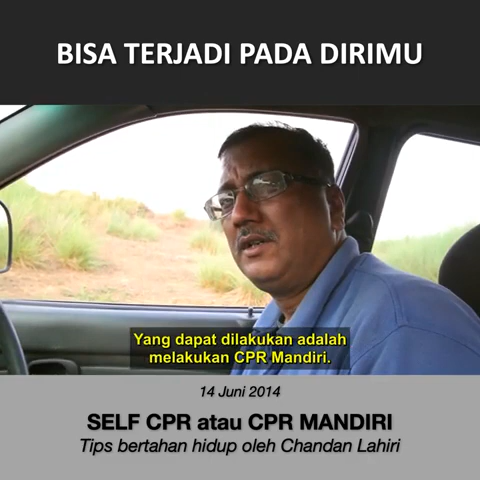 BISA TERJADI PADA DIRIMU
Yang dapat dilakukan adalah
melakukan CPR Mandiri.
14 Juni 2014
SELF CPR atau CPR MANDIRI
Tips bertahan hidup oleh Chandan Lahiri